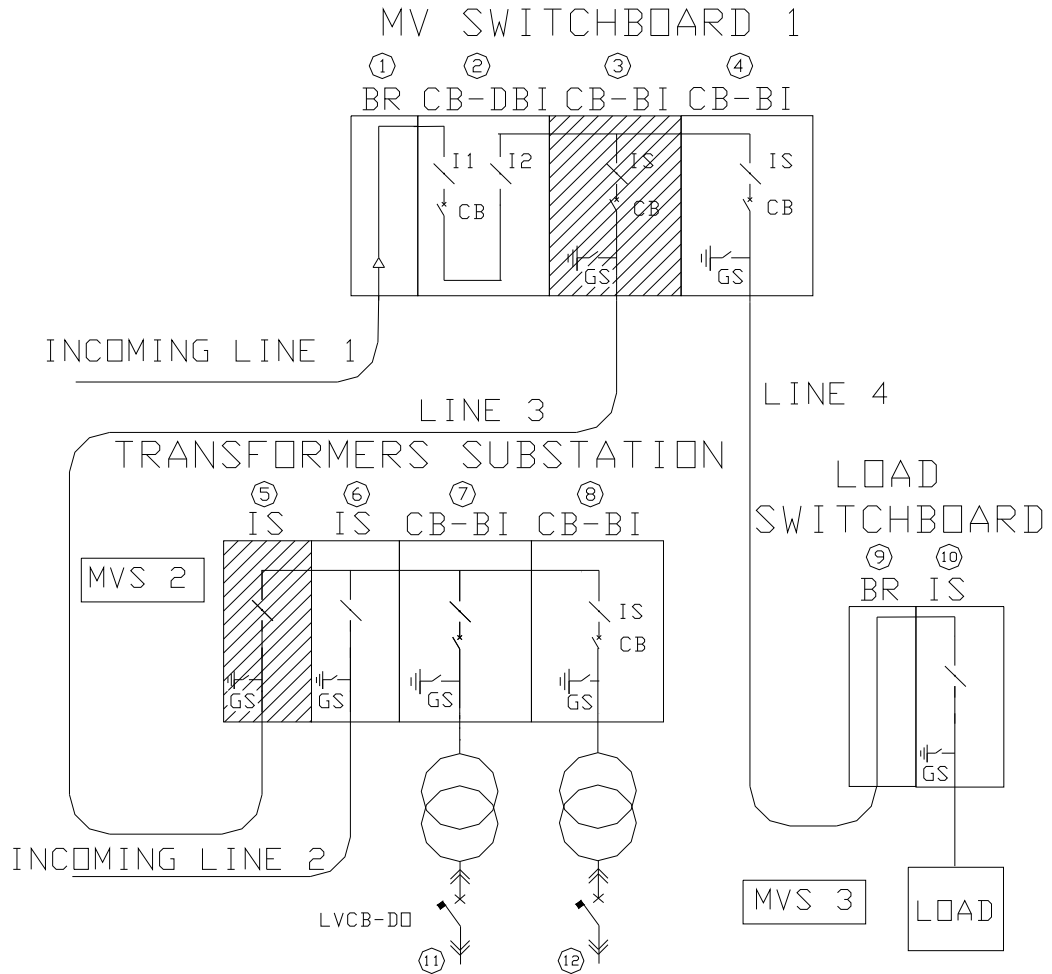 MV SWITCHBOARD 1
1 2 3 4
BR CB-DBI CB-BI CB-BI
I1 I2 IS IS
CB CB CB
GS GS
INCOMING LINE 1
LINE 4
LINE 3
TRANSFORMERS SUBSTATION
LOAD
SWITCHBOARD
5 6 7 8
IS IS CB-BI CB-BI
9 10
BR IS
MVS 2
IS
CB
GS GS GS GS
GS
INCOMING LINE 2
MVS 3
LOAD
LVCB-DO
11 12